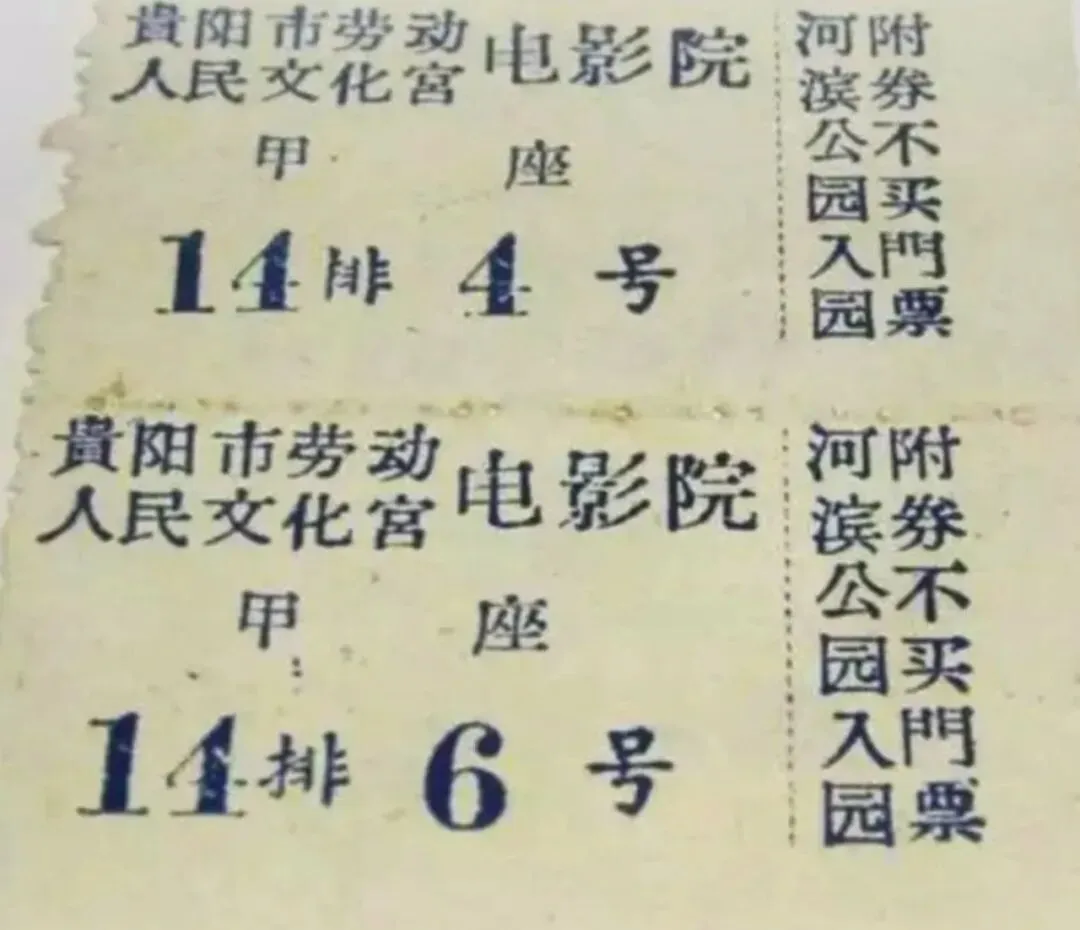 貴阳市劳动
人民文化宮
电影院
甲座
14排4号
河滨公园入园
附券不买門票
貴阳市劳动
人民文化宮
电影院
甲座
14排6号
河滨公园入园
附券不买門票